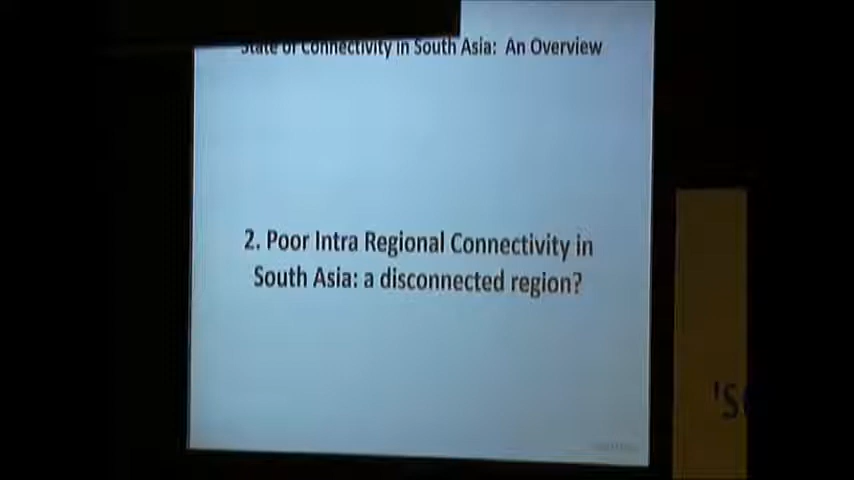 State of Connectivity in South Asia: An Overview
2. Poor Intra Regional Connectivity in
South Asia: a disconnected region?
'S